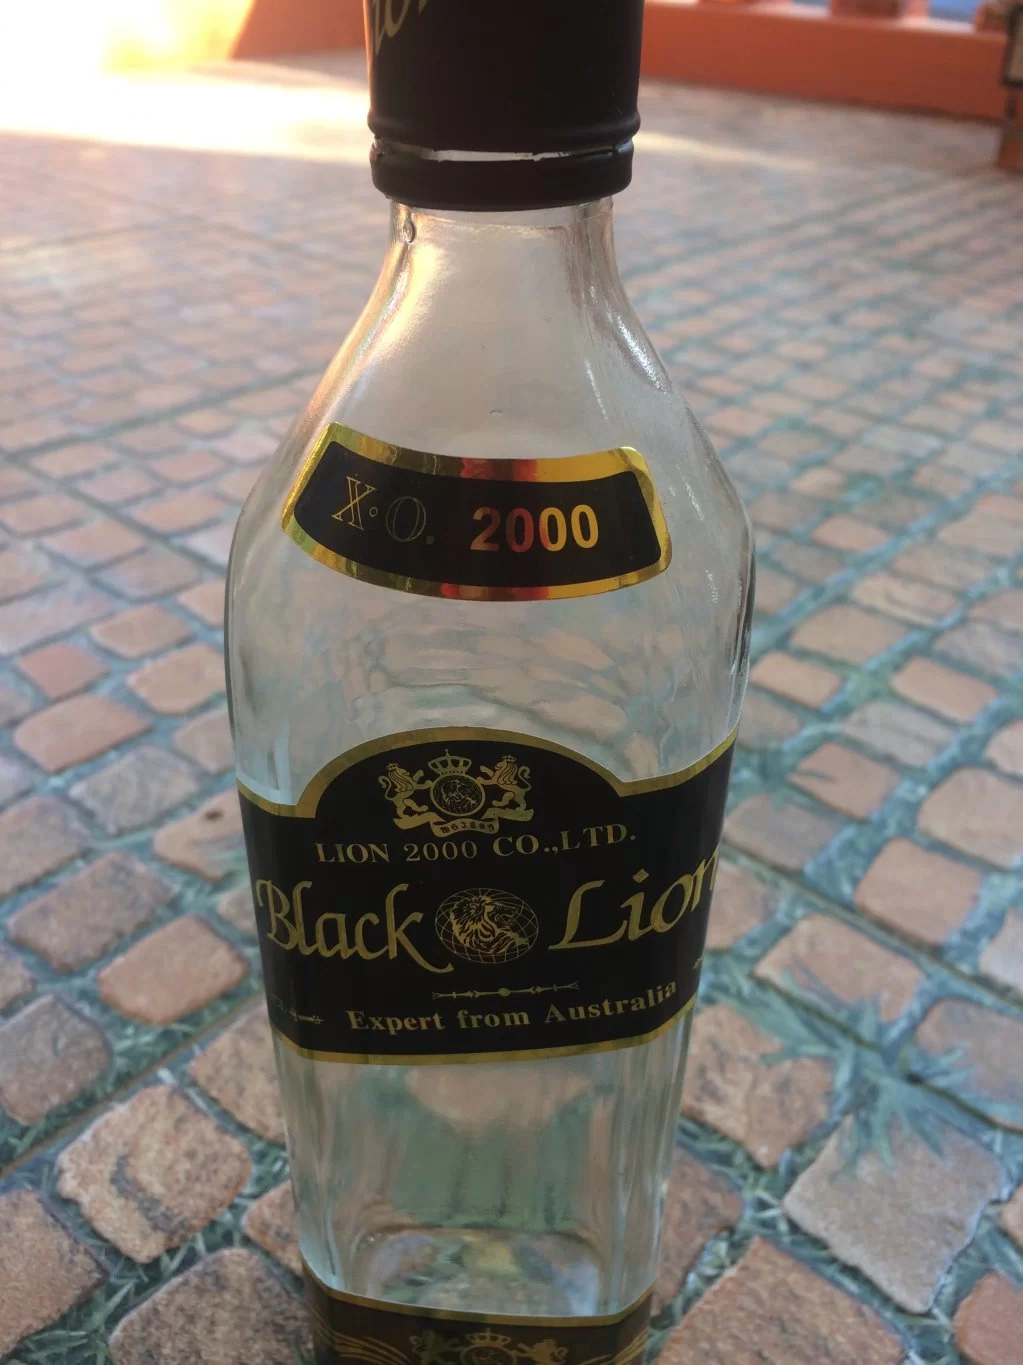 X.O. 2000
LION 2000 CO.,LTD.
Black Lion
Expert from Australia